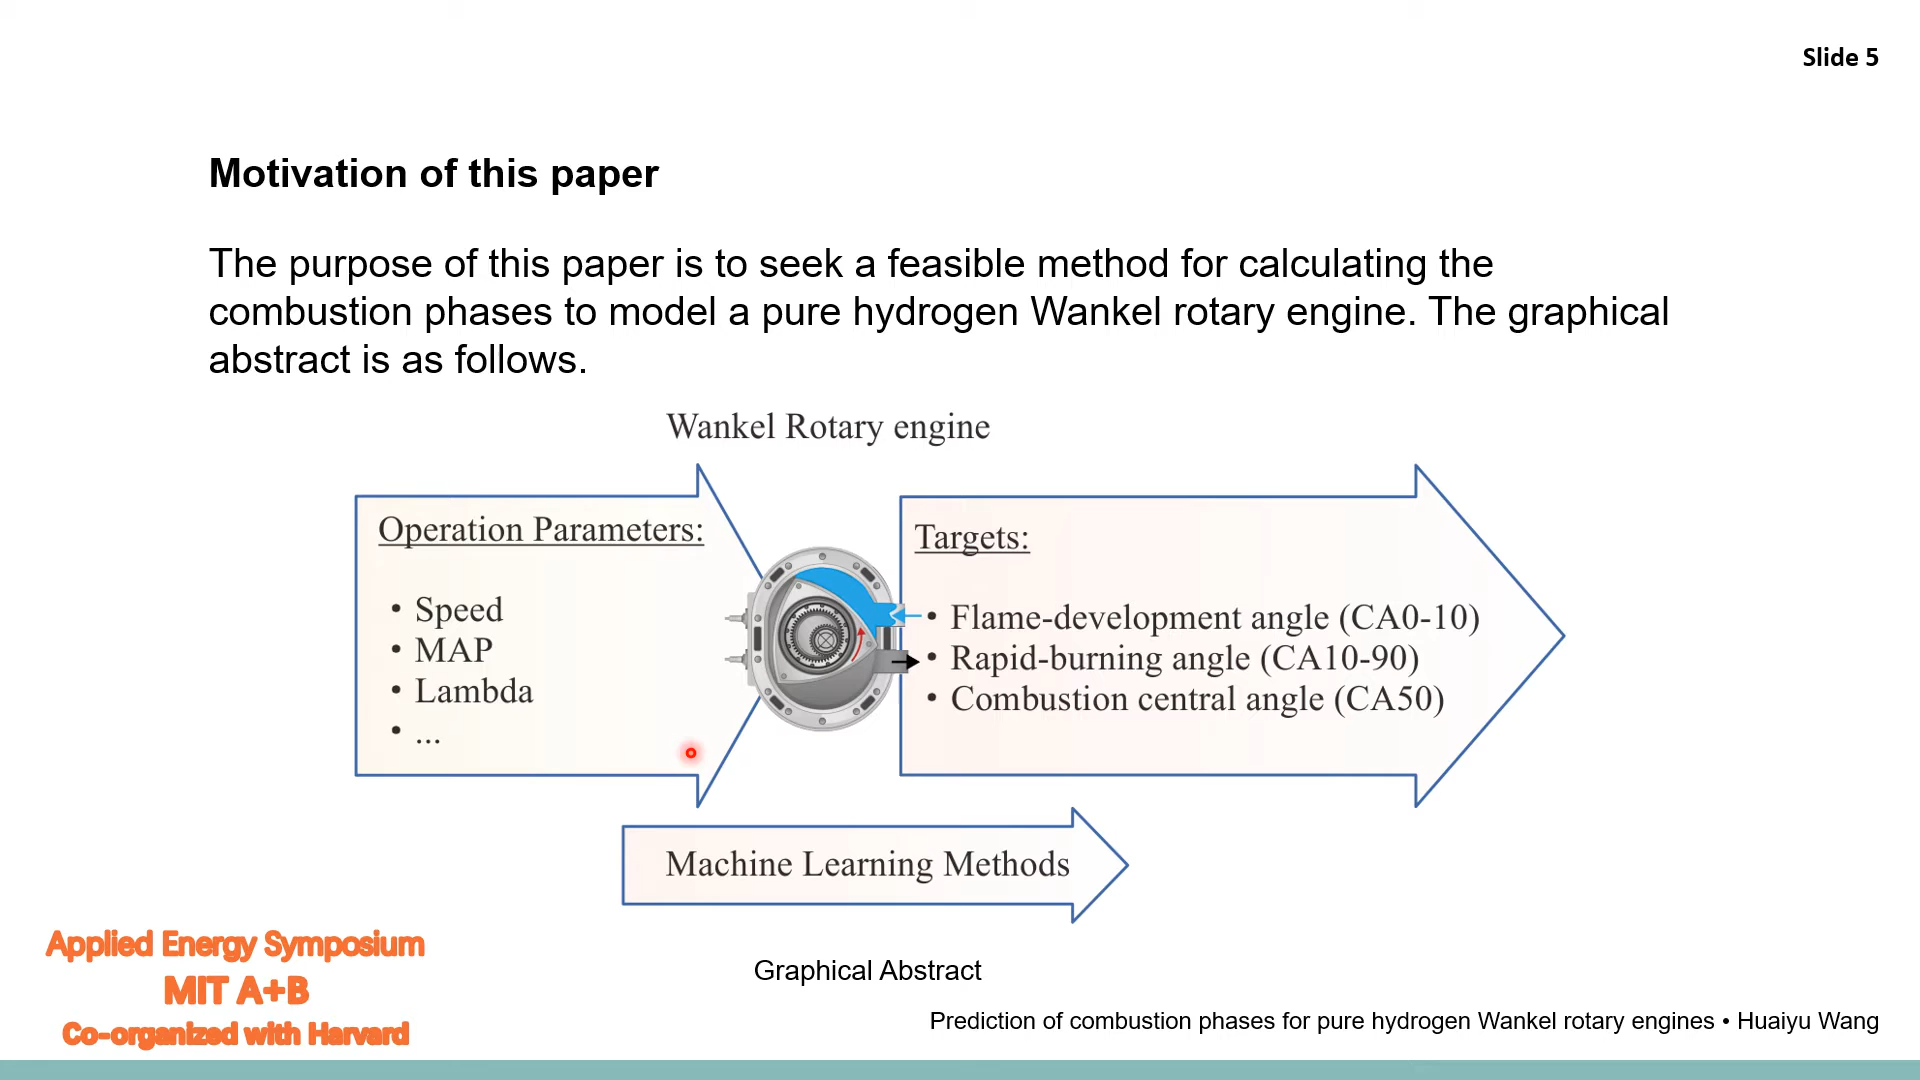 Slide 5
Motivation of this paper
The purpose of this paper is to seek a feasible method for calculating the
combustion phases to model a pure hydrogen Wankel rotary engine. The graphical
abstract is as follows.
Wankel Rotary engine
Operation Parameters:
• Speed
• MAP
• Lambda
• ...
Targets:
• Flame-development angle (CA0-10)
• Rapid-burning angle (CA10-90)
• Combustion central angle (CA50)
Machine Learning Methods
Graphical Abstract
Applied Energy Symposium
MIT A+B
Co-organized with Harvard
Prediction of combustion phases for pure hydrogen Wankel rotary engines • Huaiyu Wang